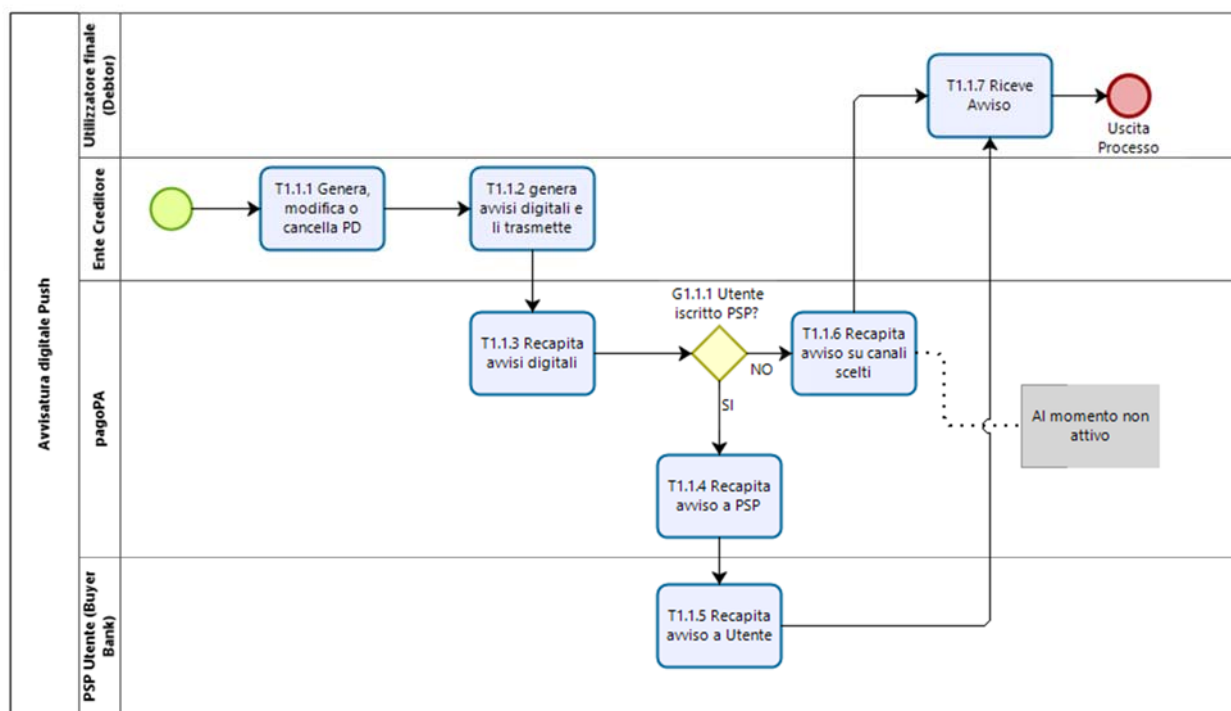 Avvisatura digitale Push
Utilizzatore finale
(Debtor)
T1.1.7 Riceve
Avviso
Uscita
Processo
Ente Creditore
T1.1.1 Genera,
modifica o
cancella PD
T1.1.2 genera
avvisi digitali e
li trasmette
pagoPA
T1.1.3 Recapita
avvisi digitali
G1.1.1 Utente
iscritto PSP?
NO
SI
T1.1.6 Recapita
avviso su canali
scelti
Al momento non
attivo
T1.1.4 Recapita
avviso a PSP
PSP Utente (Buyer
Bank)
T1.1.5 Recapita
avviso a Utente